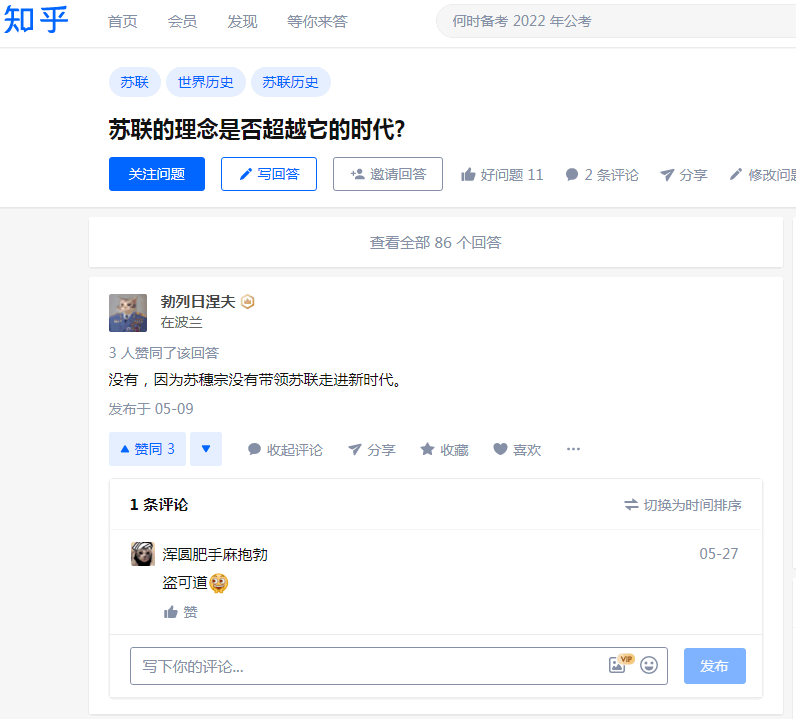 知乎 首页 会员 发现 等你来答 何时备考 2022 年公考
苏联 世界历史 苏联历史
苏联的理念是否超越它的时代?
关注问题 写回答 邀请回答 好问题 11 2 条评论 分享 修改问题
查看全部 86 个回答
勃列日涅夫
在波兰
3 人赞同了该回答
没有，因为苏穗宗没有带领苏联走进新时代。
发布于 05-09
赞同 3 收起评论 分享 收藏 喜欢 ···
1 条评论
切换为时间排序
浑圆肥手麻抱勃 05-27
盗可道
赞
写下你的评论... VIP 发布